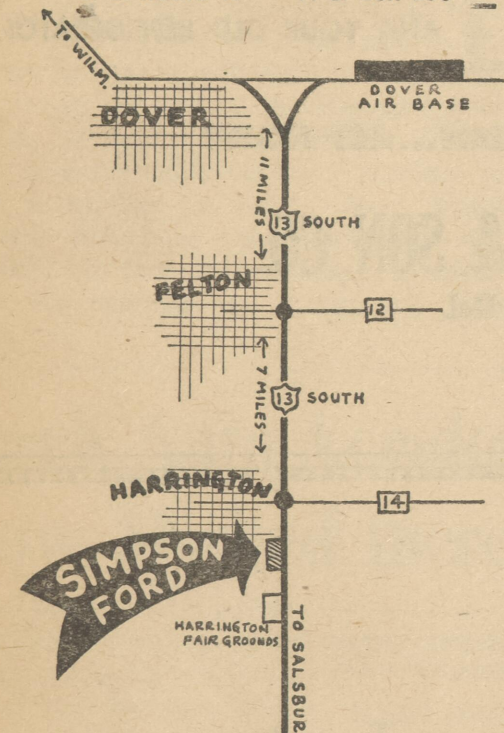 TO WILM.
DOVER
AIR BASE
DOVER
11 MILES
13 SOUTH
FELTON
12
7 MILES
13 SOUTH
HARRINGTON
14
SIMPSON
FORD
HARRINGTON
FAIR GROUNDS
TO SALSBUR